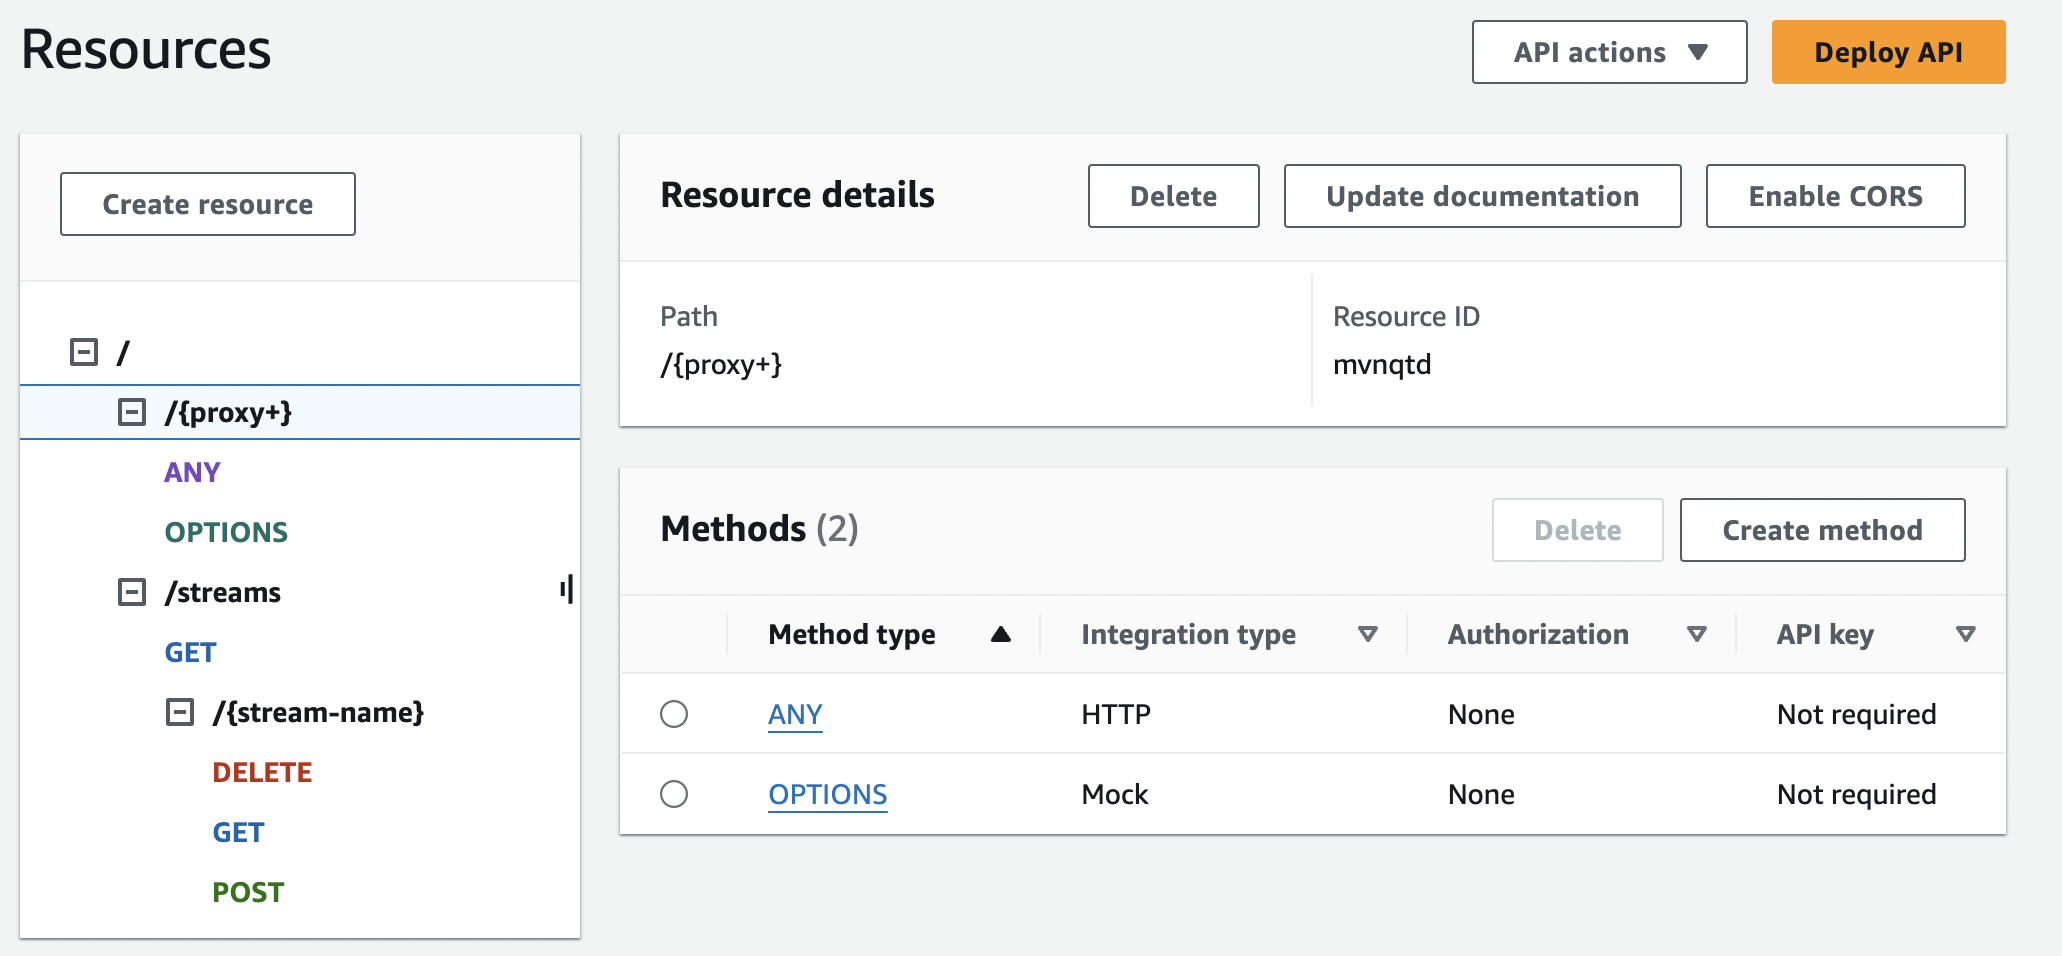 Resources
API actions
Deploy API
Create resource
/
/{proxy+}
ANY
OPTIONS
/streams
GET
/{stream-name}
DELETE
GET
POST
Resource details
Delete
Update documentation
Enable CORS
Path
/{proxy+}
Resource ID
mvnqtd
Methods (2)
Delete
Create method
Method type Integration type Authorization API key
ANY HTTP None Not required
OPTIONS Mock None Not required